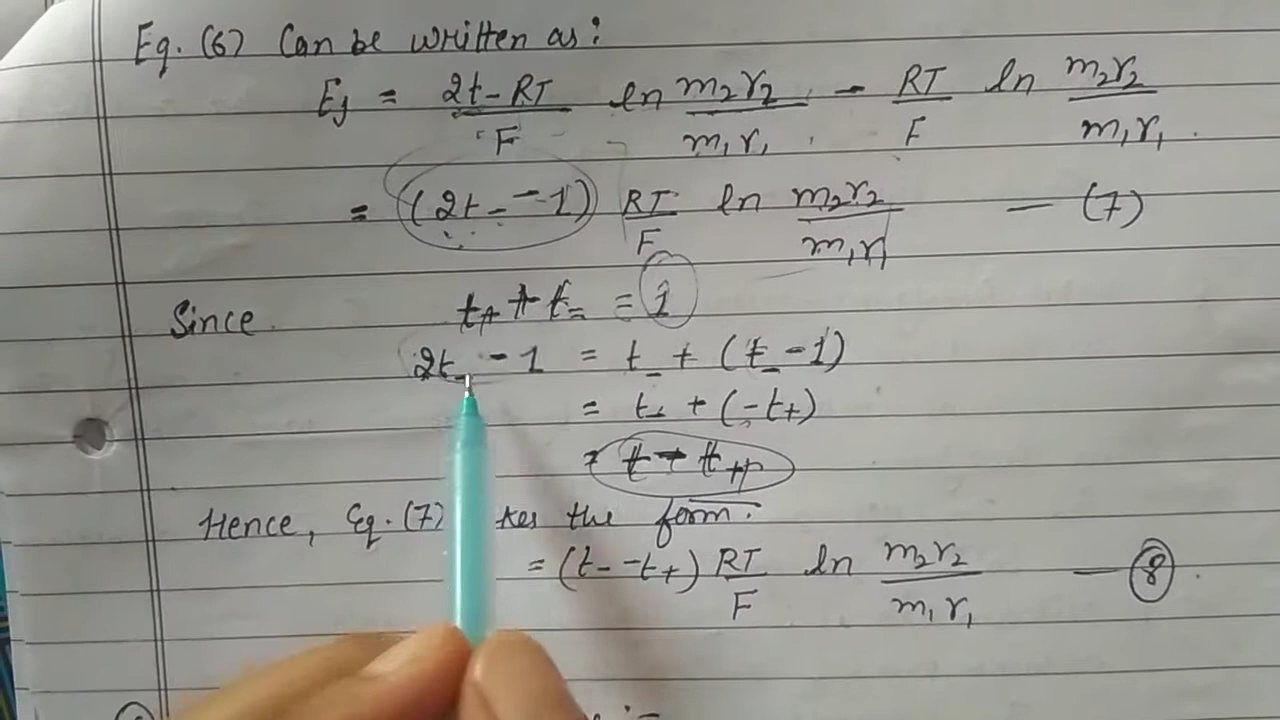 Eq. (6) Can be written as:
Ej = 2t- RT/F ln m2r2/m1r1 - RT/F ln m2r2/m1r1.
= (2t- - 1) RT/F ln m2r2/m1r1 — (7)
Since t+ + t- = 1
2t- - 1 = t- + (t- - 1)
= t- + (-t+)
= t- - t+
Hence, Eq. (7) the form.
= (t- - t+) RT/F ln m2r2/m1r1 — (8)